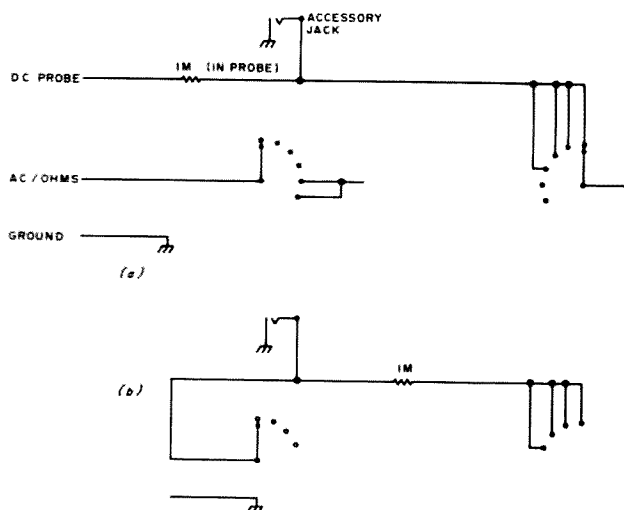 ACCESSORY
JACK
1M (IN PROBE)
DC PROBE
AC/OHMS
GROUND
(a)
1M
(b)